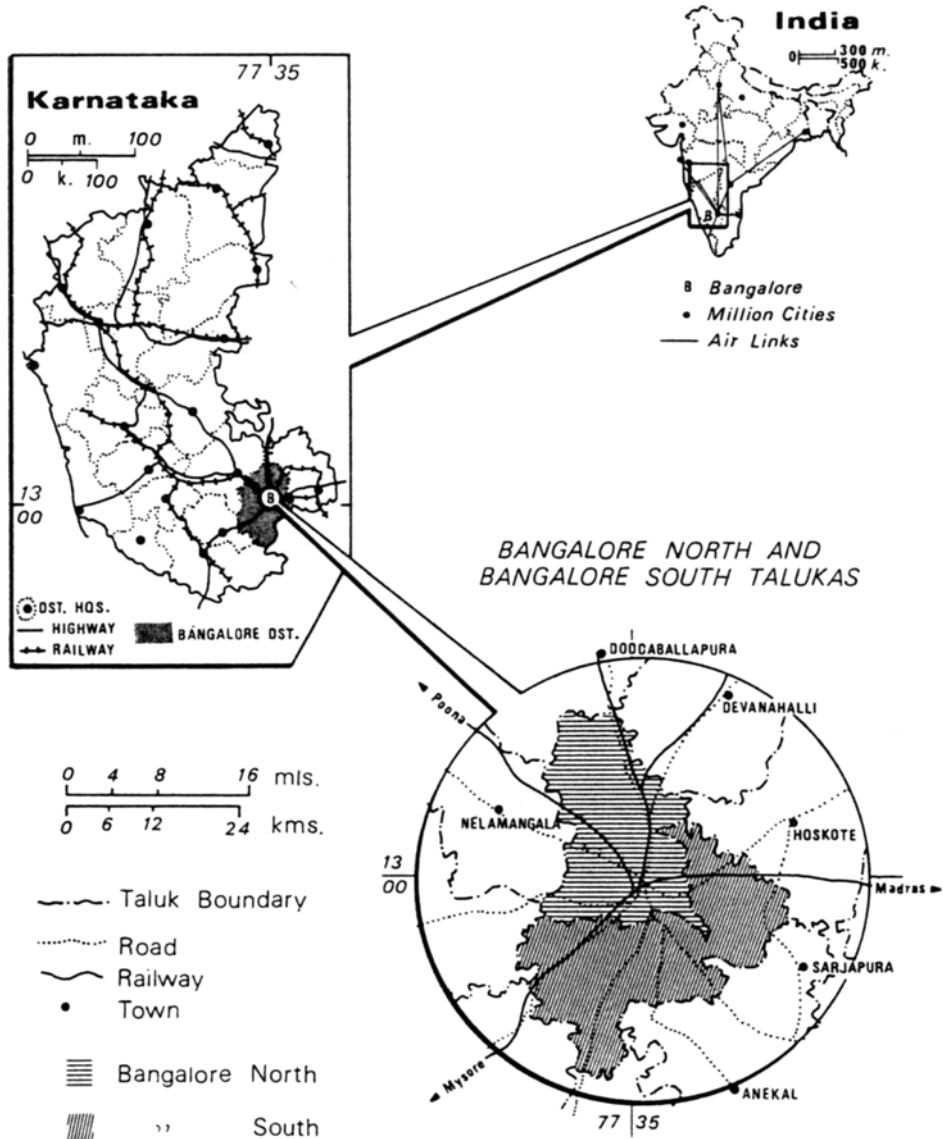 India
0 300 m.
500 k.
77 35
Karnataka
0 m. 100
0 k. 100
B
B Bangalore
Million Cities
Air Links
13
00
B
DST. HQS.
HIGHWAY
RAILWAY
BANGALORE DST.
BANGALORE NORTH AND
BANGALORE SOUTH TALUKAS
DODDABALLAPURA
Poona
DEVANAHALLI
NELAMANGALA
HOSKOTE
13
00
Madras
SARJAPURA
Mysore
ANEKAL
77 35
0 4 8 16 mls.
0 6 12 24 kms.
Taluk Boundary
Road
Railway
Town
Bangalore North
,, South